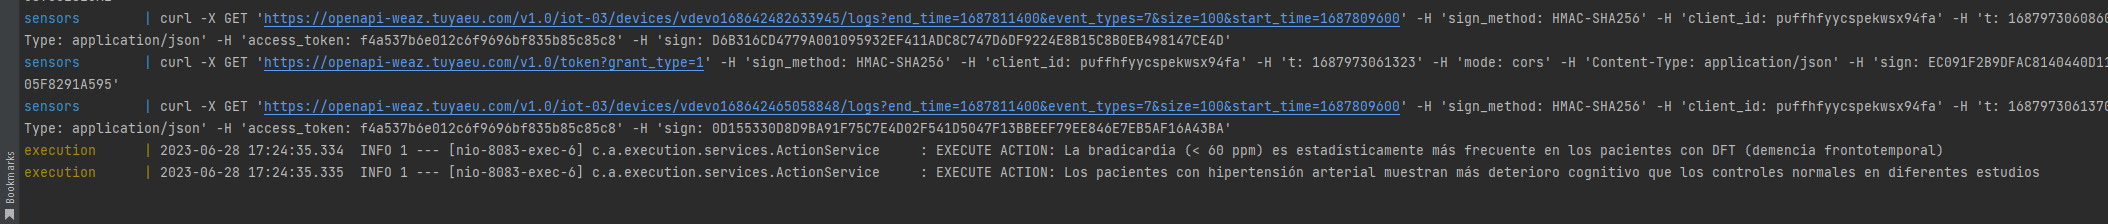 sensors | curl -X GET 'https://openapi-weaz.tuyaeu.com/v1.0/iot-03/devices/vdevo168642482633945/logs?end_time=1687811400&event_types=7&size=100&start_time=1687809600' -H 'sign_method: HMAC-SHA256' -H 'client_id: puffhfyycspekwsx94fa' -H 't: 1687973060860
Type: application/json' -H 'access_token: f4a537b6e012c6f9696bf835b85c85c8' -H 'sign: D6B316CD4779A001095932EF411ADC8C747D6DF9224E8B15C8B0EB498147CE4D'
sensors | curl -X GET 'https://openapi-weaz.tuyaeu.com/v1.0/token?grant_type=1' -H 'sign_method: HMAC-SHA256' -H 'client_id: puffhfyycspekwsx94fa' -H 't: 1687973061323' -H 'mode: cors' -H 'Content-Type: application/json' -H 'sign: EC091F2B9DFAC8140440D11
05F8291A595'
sensors | curl -X GET 'https://openapi-weaz.tuyaeu.com/v1.0/iot-03/devices/vdevo168642465058848/logs?end_time=1687811400&event_types=7&size=100&start_time=1687809600' -H 'sign_method: HMAC-SHA256' -H 'client_id: puffhfyycspekwsx94fa' -H 't: 1687973061370
Type: application/json' -H 'access_token: f4a537b6e012c6f9696bf835b85c85c8' -H 'sign: 0D155330D8D9BA91F75C7E4D02F541D5047F13BBEEF79EE846E7EB5AF16A43BA'
execution | 2023-06-28 17:24:35.334 INFO 1 --- [nio-8083-exec-6] c.a.execution.services.ActionService : EXECUTE ACTION: La bradicardia (< 60 ppm) es estadísticamente más frecuente en los pacientes con DFT (demencia frontotemporal)
execution | 2023-06-28 17:24:35.335 INFO 1 --- [nio-8083-exec-6] c.a.execution.services.ActionService : EXECUTE ACTION: Los pacientes con hipertensión arterial muestran más deterioro cognitivo que los controles normales en diferentes estudios
Bookmarks